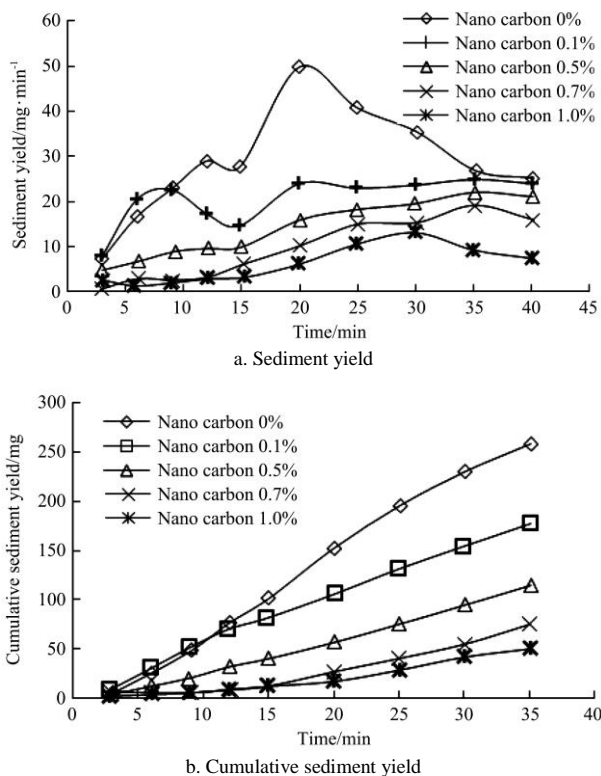 60
50
40
30
20
10
0
Sediment yield/mg·min⁻¹
Nano carbon 0%
Nano carbon 0.1%
Nano carbon 0.5%
Nano carbon 0.7%
Nano carbon 1.0%
0 5 10 15 20 25 30 35 40 45
Time/min
a. Sediment yield
300
250
200
150
100
50
0
Cumulative sediment yield/mg
Nano carbon 0%
Nano carbon 0.1%
Nano carbon 0.5%
Nano carbon 0.7%
Nano carbon 1.0%
0 5 10 15 20 25 30 35 40
Time/min
b. Cumulative sediment yield